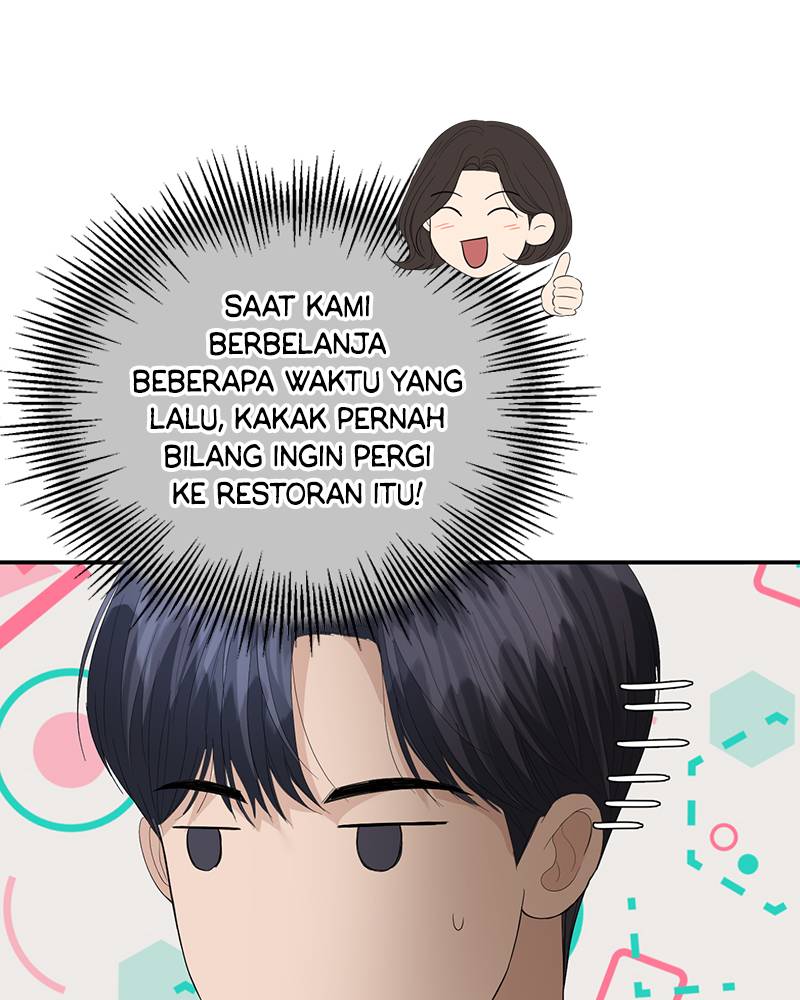 SAAT KAMI
BERBELANJA
BEBERAPA WAKTU YANG
LALU, KAKAK PERNAH
BILANG INGIN PERGI
KE RESTORAN ITU!